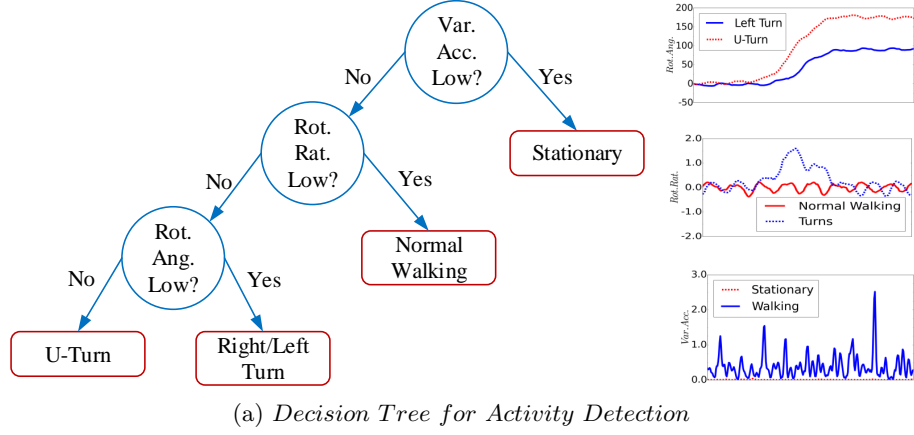 Var.
Acc.
Low?
No
Yes
Stationary
Rot.
Rat.
Low?
No
Yes
Normal
Walking
Rot.
Ang.
Low?
No
Yes
U-Turn
Right/Left
Turn
Rot.Ang.
200
150
100
50
0
50
Left Turn
U-Turn
Rot.Rat.
2.0
1.0
0.0
-1.0
-2.0
Normal Walking
Turns
Var.Acc.
3.0
2.0
1.0
0.0
Stationary
Walking
(a) Decision Tree for Activity Detection